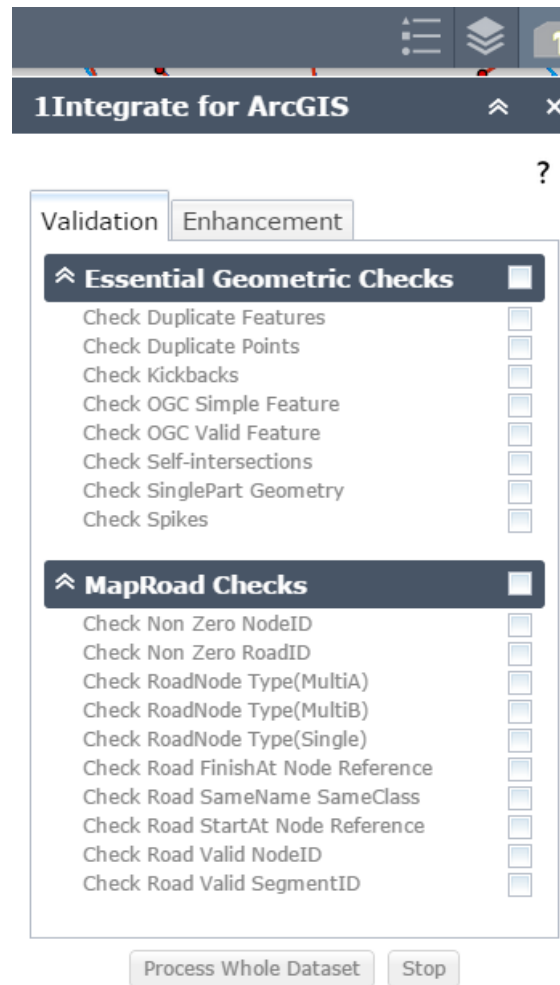 1
1Integrate for ArcGIS
?
Validation Enhancement
Essential Geometric Checks
Check Duplicate Features
Check Duplicate Points
Check Kickbacks
Check OGC Simple Feature
Check OGC Valid Feature
Check Self-intersections
Check SinglePart Geometry
Check Spikes
MapRoad Checks
Check Non Zero NodeID
Check Non Zero RoadID
Check RoadNode Type(MultiA)
Check RoadNode Type(MultiB)
Check RoadNode Type(Single)
Check Road FinishAt Node Reference
Check Road SameName SameClass
Check Road StartAt Node Reference
Check Road Valid NodeID
Check Road Valid SegmentID
Process Whole Dataset Stop